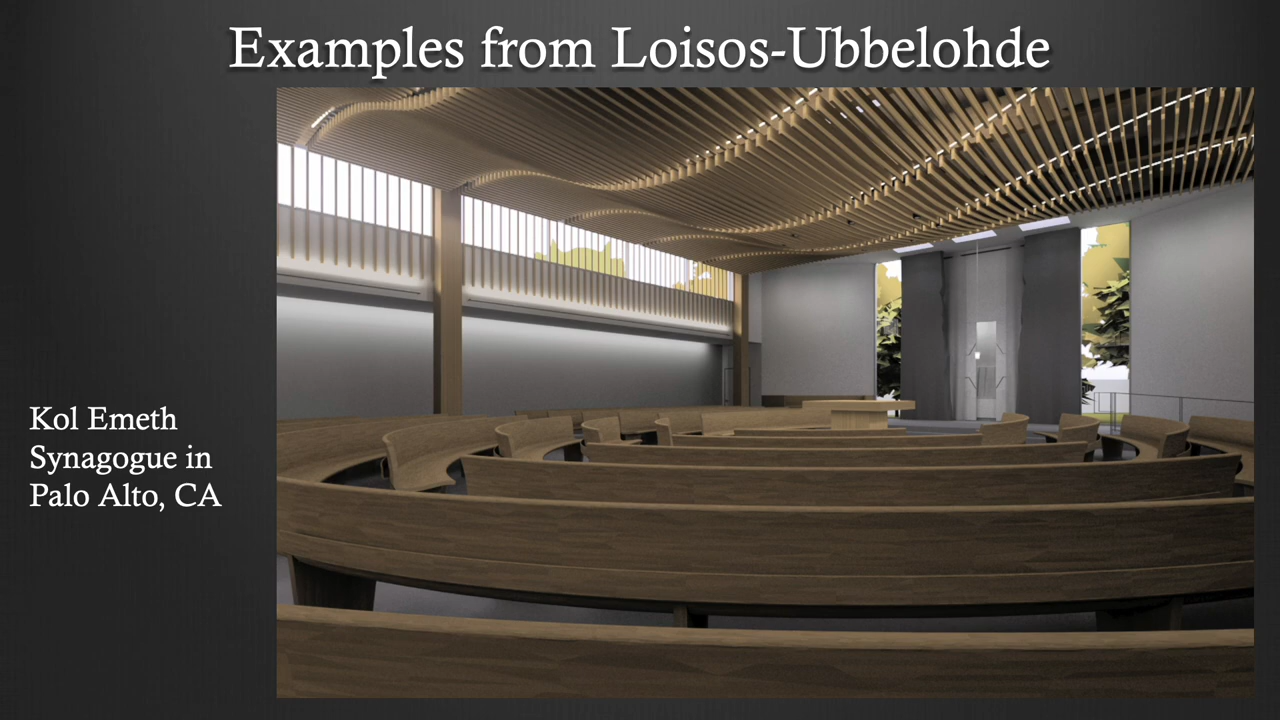 Examples from Loisos-Ubbelohde
Kol Emeth
Synagogue in
Palo Alto, CA